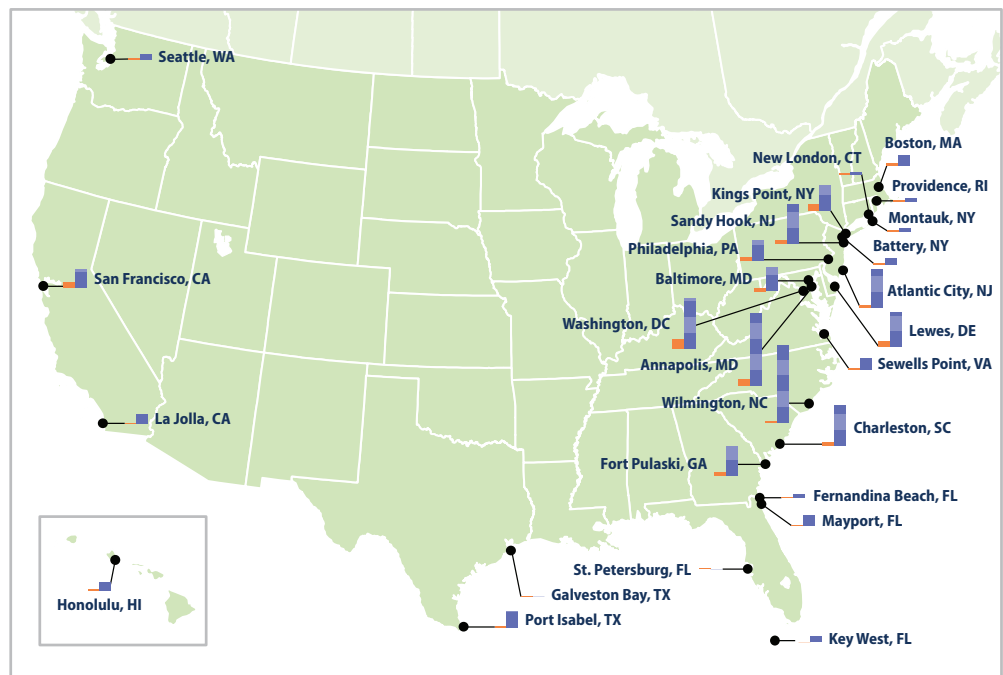 Seattle, WA
Boston, MA
New London, CT
Providence, RI
Kings Point, NY
Montauk, NY
Sandy Hook, NJ
Battery, NY
Philadelphia, PA
Baltimore, MD
San Francisco, CA
Atlantic City, NJ
Washington, DC
Lewes, DE
Annapolis, MD
Sewells Point, VA
Wilmington, NC
La Jolla, CA
Charleston, SC
Fort Pulaski, GA
Fernandina Beach, FL
Mayport, FL
St. Petersburg, FL
Galveston Bay, TX
Honolulu, HI
Port Isabel, TX
Key West, FL